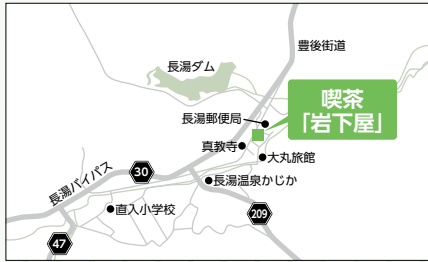 豊後街道
長湯ダム
喫茶
「岩下屋」
長湯郵便局
真教寺
大丸旅館
長湯バイパス
30
長湯温泉かじか
直入小学校
209
47